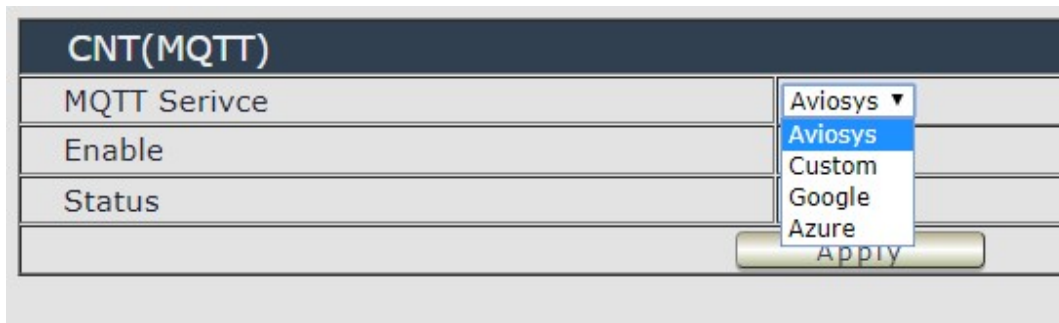 CNT(MQTT)
MQTT Serivce
Aviosys
Aviosys
Enable
Custom
Google
Status
Azure
Apply